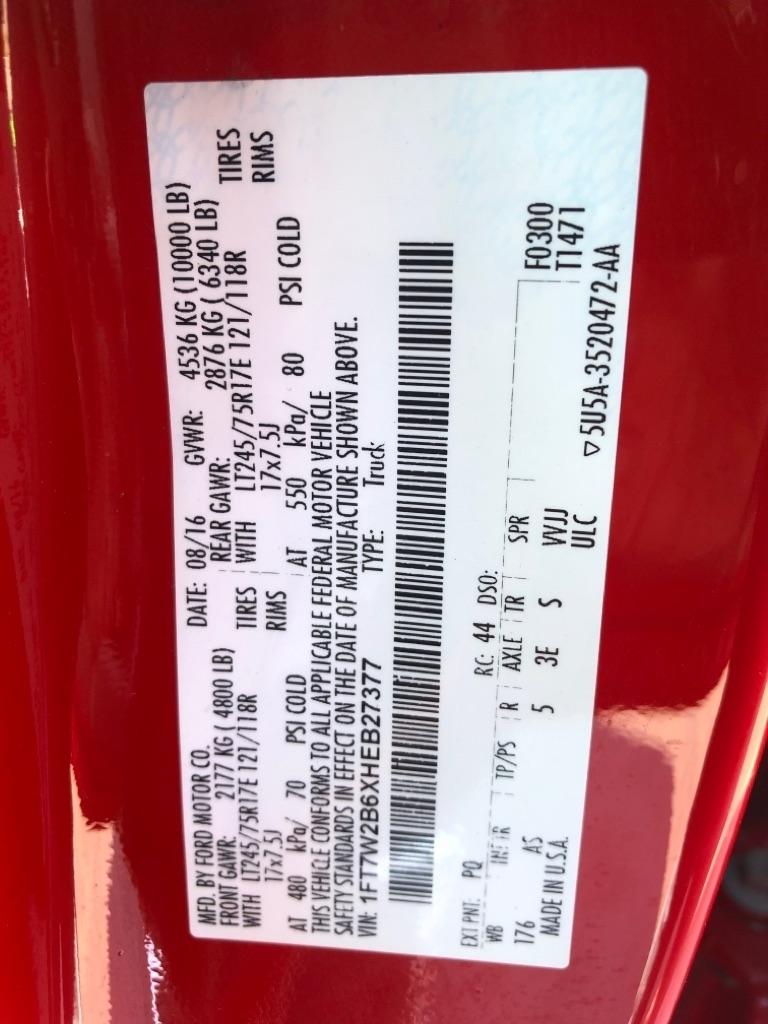 MFD. BY FORD MOTOR CO. DATE: 08/16 GVWR: 4536 KG (10000 LB)
FRONT GAWR: 2177 KG ( 4800 LB) REAR GAWR: 2876 KG ( 6340 LB)
WITH LT245/75R17E 121/118R TIRES WITH LT245/75R17E 121/118R TIRES
17x7.5J RIMS 17x7.5J RIMS
AT 480 kPa/ 70 PSI COLD AT 550 kPa/ 80 PSI COLD
THIS VEHICLE CONFORMS TO ALL APPLICABLE FEDERAL MOTOR VEHICLE
SAFETY STANDARDS IN EFFECT ON THE DATE OF MANUFACTURE SHOWN ABOVE.
VIN: 1FT7W2B6XHEB27377 TYPE: Truck
EXT PNT: PQ RC: 44 DSO: F0300
WB INT TR TP/PS R AXLE TR SPR T1471
176 AS 5 3E S VVJJ
MADE IN U.S.A. ULC
▽5U5A-3520472-AA